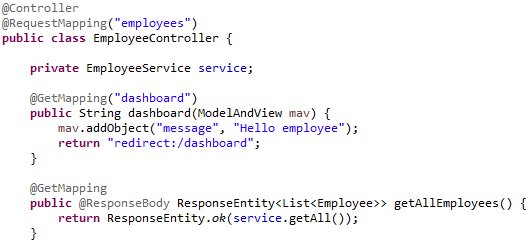 @Controller
@RequestMapping("employees")
public class EmployeeController {
private EmployeeService service;
@GetMapping("dashboard")
public String dashboard(ModelAndView mav) {
mav.addObject("message", "Hello employee");
return "redirect:/dashboard";
}
@GetMapping
public @ResponseBody ResponseEntity<List<Employee>> getAllEmployees() {
return ResponseEntity.ok(service.getAll());
}